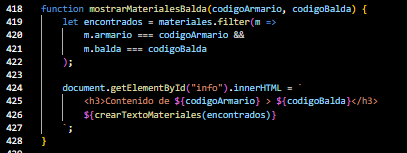 418 function mostrarMaterialesBalda(codigoArmario, codigoBalda) {
419     let encontrados = materiales.filter(m =>
420         m.armario === codigoArmario &&
421         m.balda === codigoBalda
422     );
423
424     document.getElementById("info").innerHTML = `
425         <h3>Contenido de ${codigoArmario} > ${codigoBalda}</h3>
426         ${crearTextoMateriales(encontrados)}
427     `;
428 }